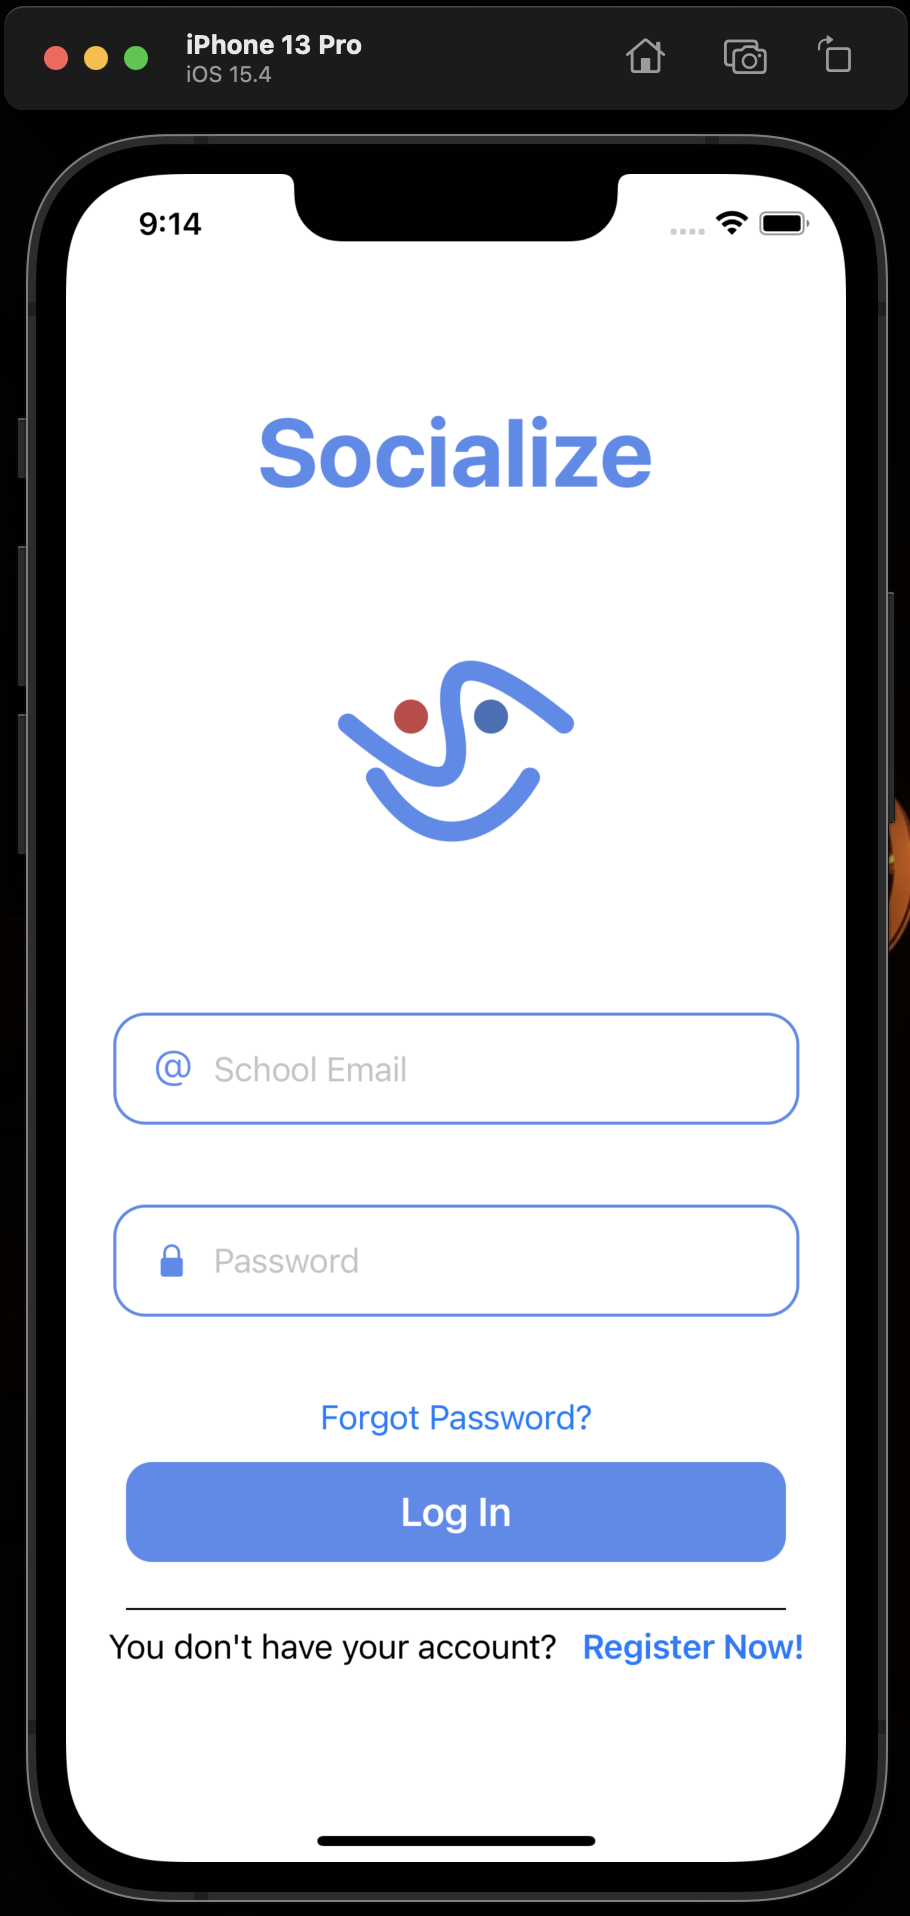 iPhone 13 Pro
iOS 15.4
9:14
Socialize
@ School Email
Password
Forgot Password?
Log In
You don't have your account? Register Now!